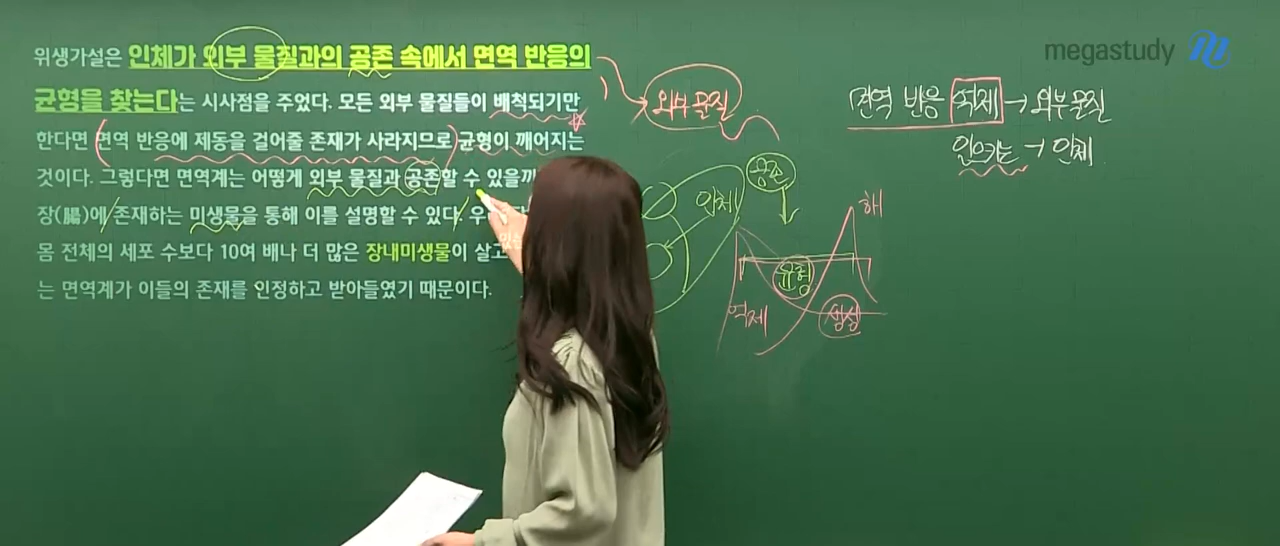 위생가설은 인체가 외부 물질과의 공존 속에서 면역 반응의
균형을 찾는다는 시사점을 주었다. 모든 외부 물질들이 배척되기만
한다면 면역 반응에 제동을 걸어줄 존재가 사라지므로 균형이 깨어지는
것이다. 그렇다면 면역계는 어떻게 외부 물질과 공존할 수 있을까
장(腸)에 존재하는 미생물을 통해 이를 설명할 수 있다. 우리
몸 전체의 세포 수보다 10여 배나 더 많은 장내미생물이 살고 있는
는 면역계가 이들의 존재를 인정하고 받아들였기 때문이다.
megastudy
외부 물질
면역 반응 억제 → 외부 물질
일으키는 → 인체
공존
인체
해
균형
억제